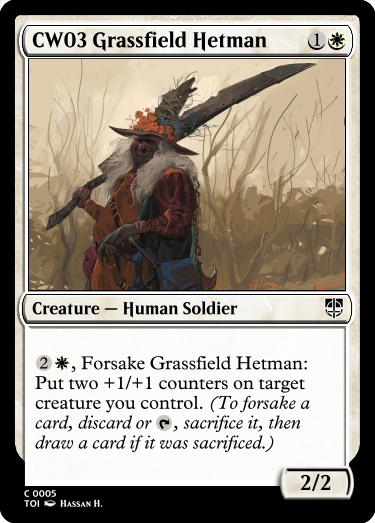 CW03 Grassfield Hetman 1
Creature — Human Soldier
2, Forsake Grassfield Hetman:
Put two +1/+1 counters on target
creature you control. (To forsake a
card, discard or , sacrifice it, then
draw a card if it was sacrificed.)
2/2
C 0005
TOI Hassan H.